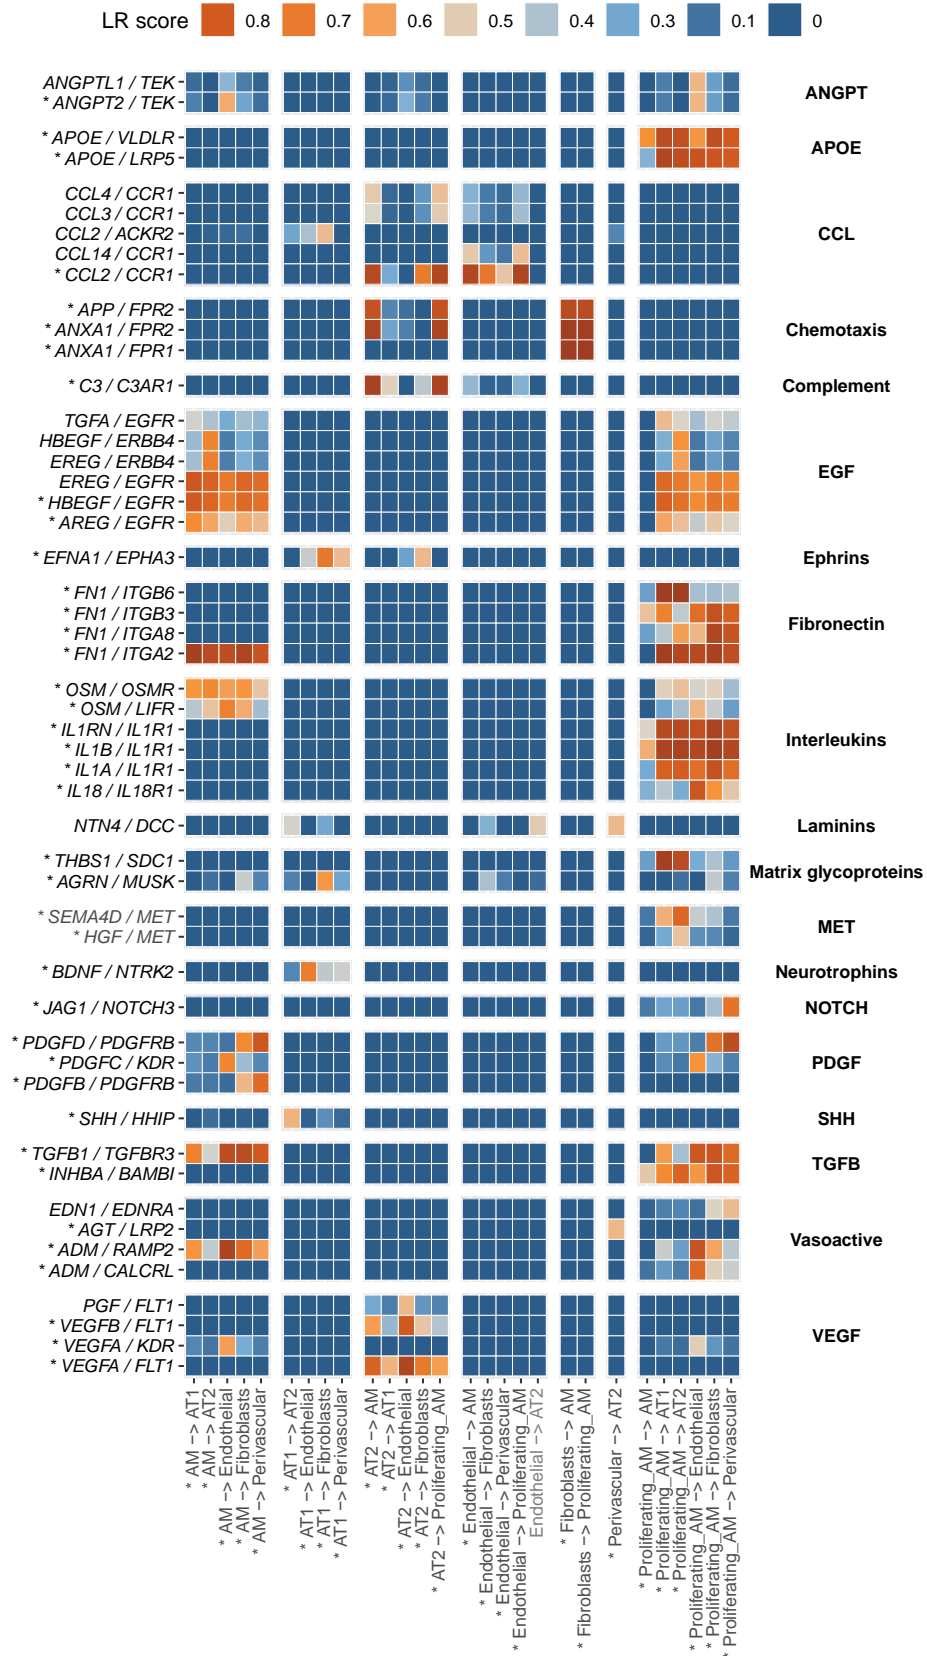 LR score 0.8 0.7 0.6 0.5 0.4 0.3 0.1 0
ANGPTL1 / TEK
* ANGPT2 / TEK
ANGPT
* APOE / VLDLR
* APOE / LRP5
APOE
CCL4 / CCR1
CCL3 / CCR1
CCL2 / ACKR2
CCL14 / CCR1
* CCL2 / CCR1
CCL
* APP / FPR2
* ANXA1 / FPR2
* ANXA1 / FPR1
Chemotaxis
* C3 / C3AR1
Complement
TGFA / EGFR
HBEGF / ERBB4
EREG / ERBB4
EREG / EGFR
* HBEGF / EGFR
* AREG / EGFR
EGF
* EFNA1 / EPHA3
Ephrins
* FN1 / ITGB6
* FN1 / ITGB3
* FN1 / ITGA8
* FN1 / ITGA2
Fibronectin
* OSM / OSMR
* OSM / LIFR
* IL1RN / IL1R1
* IL1B / IL1R1
* IL1A / IL1R1
* IL18 / IL18R1
Interleukins
NTN4 / DCC
Laminins
* THBS1 / SDC1
* AGRN / MUSK
Matrix glycoproteins
* SEMA4D / MET
* HGF / MET
MET
* BDNF / NTRK2
Neurotrophins
* JAG1 / NOTCH3
NOTCH
* PDGFD / PDGFRB
* PDGFC / KDR
* PDGFB / PDGFRB
PDGF
* SHH / HHIP
SHH
* TGFB1 / TGFBR3
* INHBA / BAMBI
TGFB
EDN1 / EDNRA
* AGT / LRP2
* ADM / RAMP2
* ADM / CALCRL
Vasoactive
PGF / FLT1
* VEGFB / FLT1
* VEGFA / KDR
* VEGFA / FLT1
VEGF
* AM −> AT1
* AM −> AT2
* AM −> Endothelial
* AM −> Fibroblasts
* AM −> Perivascular
* AT1 −> AT2
* AT1 −> Endothelial
* AT1 −> Fibroblasts
* AT1 −> Perivascular
* AT2 −> AM
* AT2 −> AT1
* AT2 −> Endothelial
* AT2 −> Fibroblasts
* AT2 −> Proliferating_AM
* Endothelial −> AM
* Endothelial −> Fibroblasts
* Endothelial −> Perivascular
* Endothelial −> Proliferating_AM
Endothelial −> AT2
* Fibroblasts −> AM
* Fibroblasts −> Proliferating_AM
* Perivascular −> AT2
* Proliferating_AM −> AM
* Proliferating_AM −> AT1
* Proliferating_AM −> AT2
* Proliferating_AM −> Endothelial
* Proliferating_AM −> Fibroblasts
* Proliferating_AM −> Perivascular